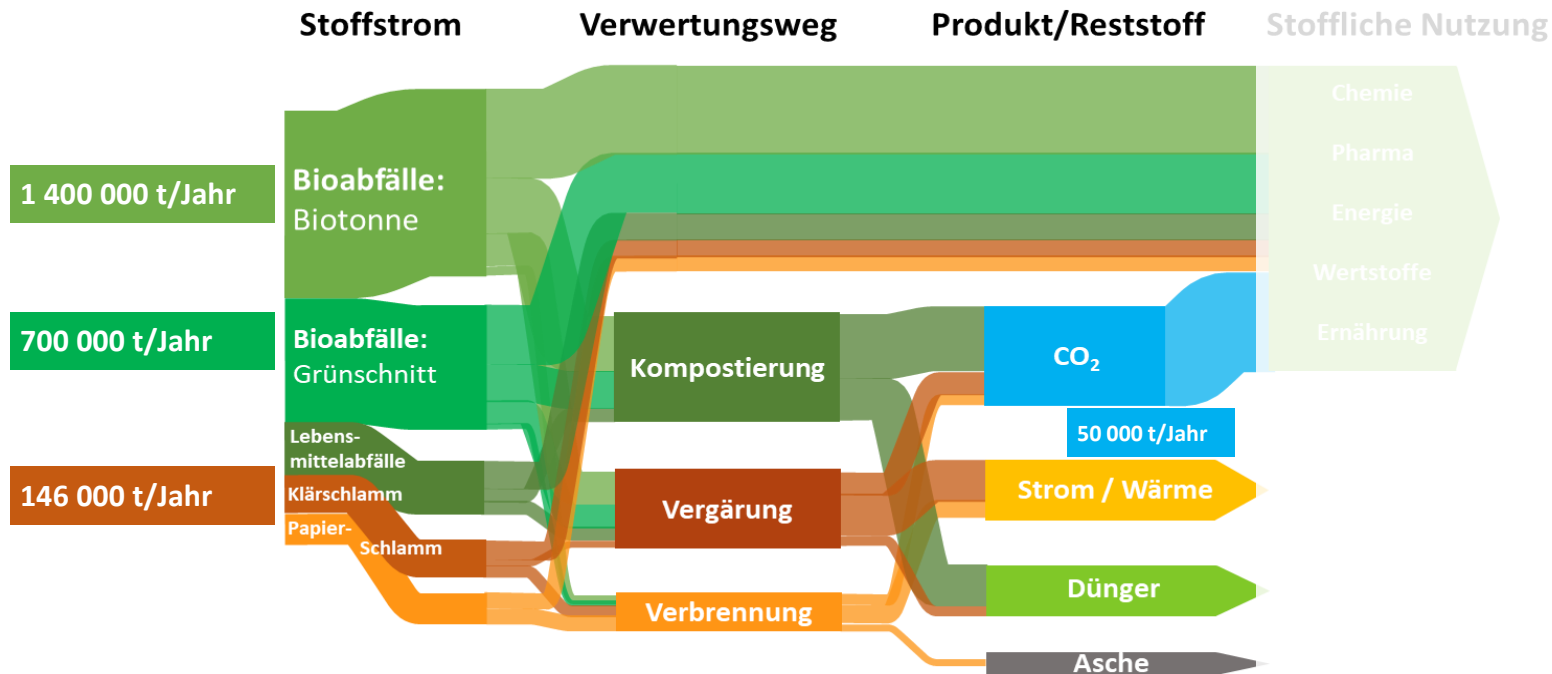 Stoffstrom
Verwertungsweg
Produkt/Reststoff
Stoffliche Nutzung
1 400 000 t/Jahr
Bioabfälle:
Biotonne
700 000 t/Jahr
Bioabfälle:
Grünschnitt
Lebens-
mittelabfälle
146 000 t/Jahr
Klärschlamm
Papier-
Schlamm
Kompostierung
Vergärung
Verbrennung
CO₂
50 000 t/Jahr
Strom / Wärme
Dünger
Asche
Chemie
Pharma
Energie
Wertstoffe
Ernährung